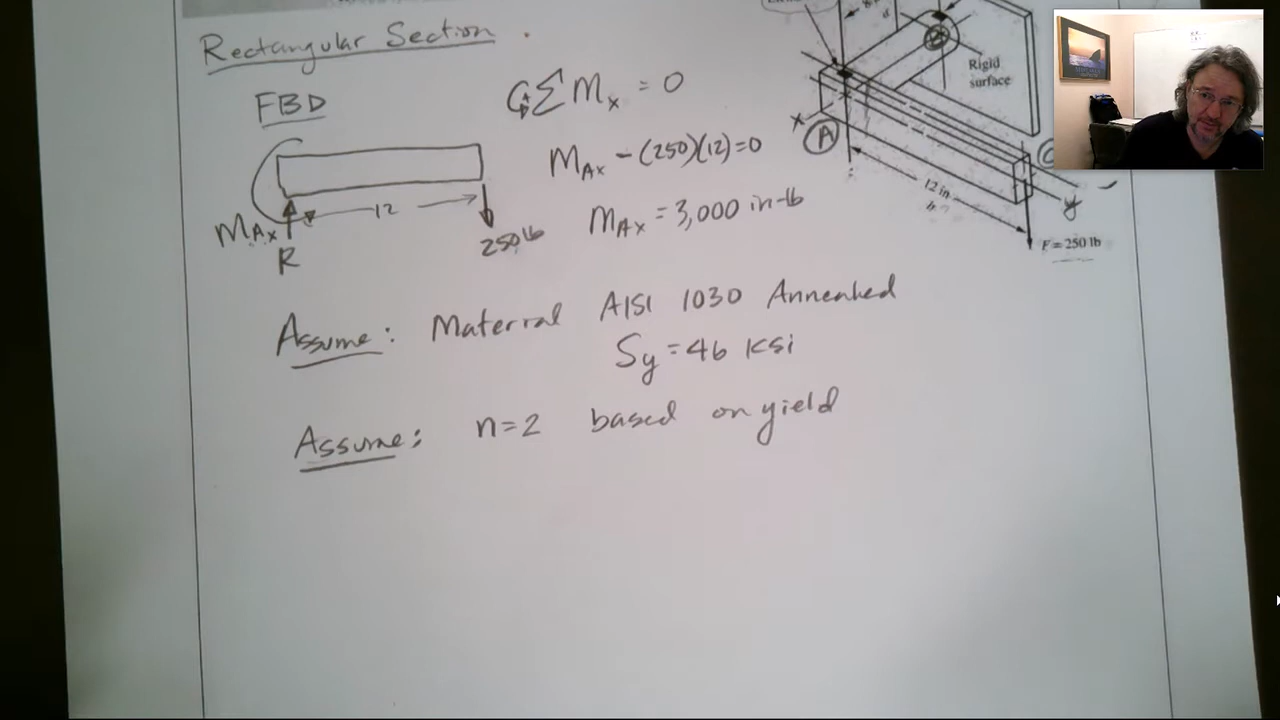 Rectangular Section .
FBD
MAx
R
12
250 lb
↺+ ΣMx = 0
MAx - (250)(12) = 0
MAx = 3,000 in-lb
Rigid
surface
x
A
12 in
y
F = 250 lb
Assume: Material AISI 1030 Annealed
Sy = 46 ksi
Assume: n=2 based on yield